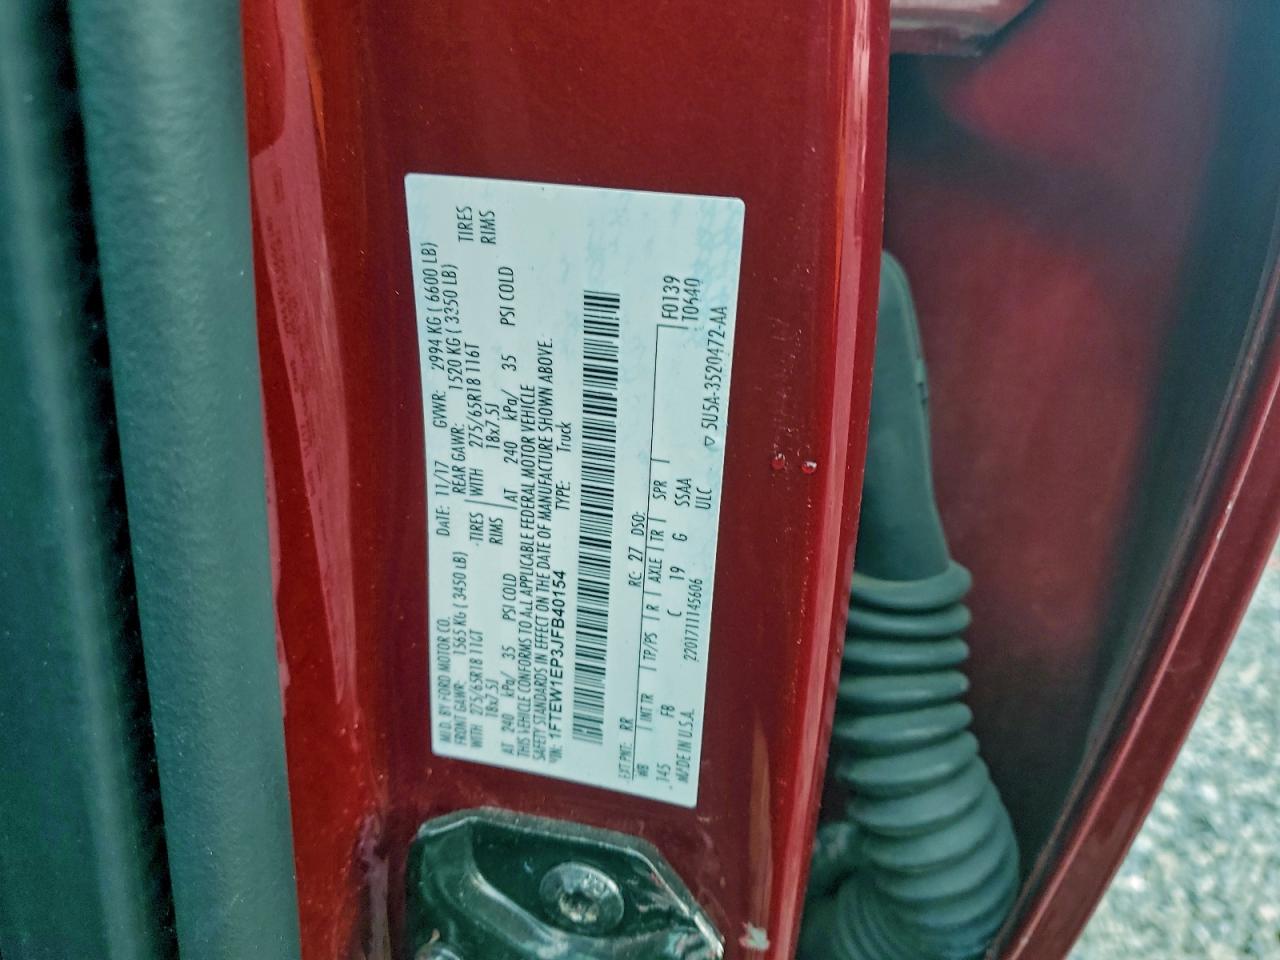 MFD. BY FORD MOTOR CO. DATE: 11/17 GVWR: 2994 KG ( 6600 LB)
FRONT GAWR: 1565 KG ( 3450 LB) REAR GAWR: 1520 KG ( 3350 LB)
WITH 275/65R18 116T TIRES WITH 275/65R18 116T TIRES
18x7.5J RIMS 18x7.5J RIMS
AT 240 kPa/ 35 PSI COLD AT 240 kPa/ 35 PSI COLD
THIS VEHICLE CONFORMS TO ALL APPLICABLE FEDERAL MOTOR VEHICLE
SAFETY STANDARDS IN EFFECT ON THE DATE OF MANUFACTURE SHOWN ABOVE.
VIN: 1FTEW1EP3JFB40154 TYPE: Truck
EXT PNT: RR RC: 27 DSO: F0139
WB INT TR TP/PS R AXLE TR SPR T0640
145 FB C 19 G SSAA
MADE IN U.S.A. 2201711145606 ULC 5U5A-3520472-AA